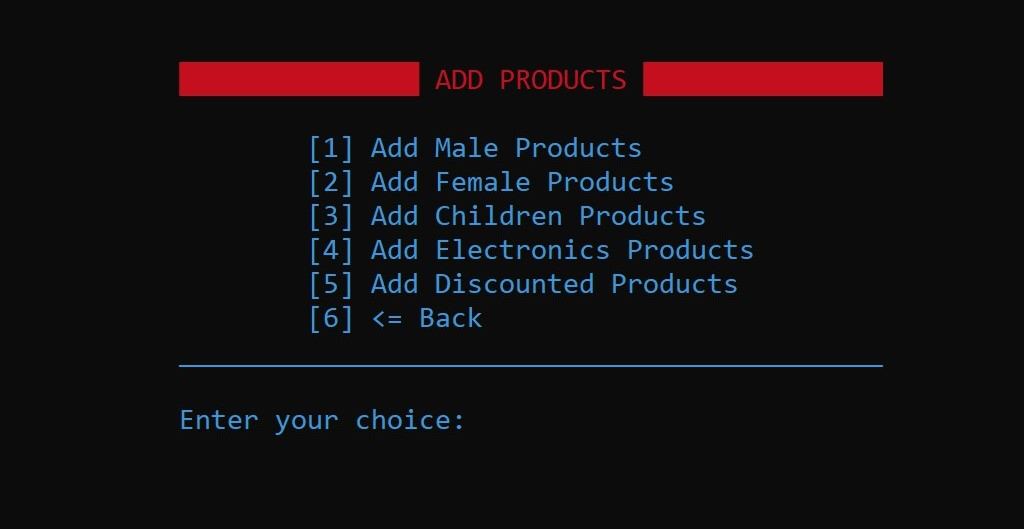 ADD PRODUCTS
[1] Add Male Products
[2] Add Female Products
[3] Add Children Products
[4] Add Electronics Products
[5] Add Discounted Products
[6] <= Back
Enter your choice: